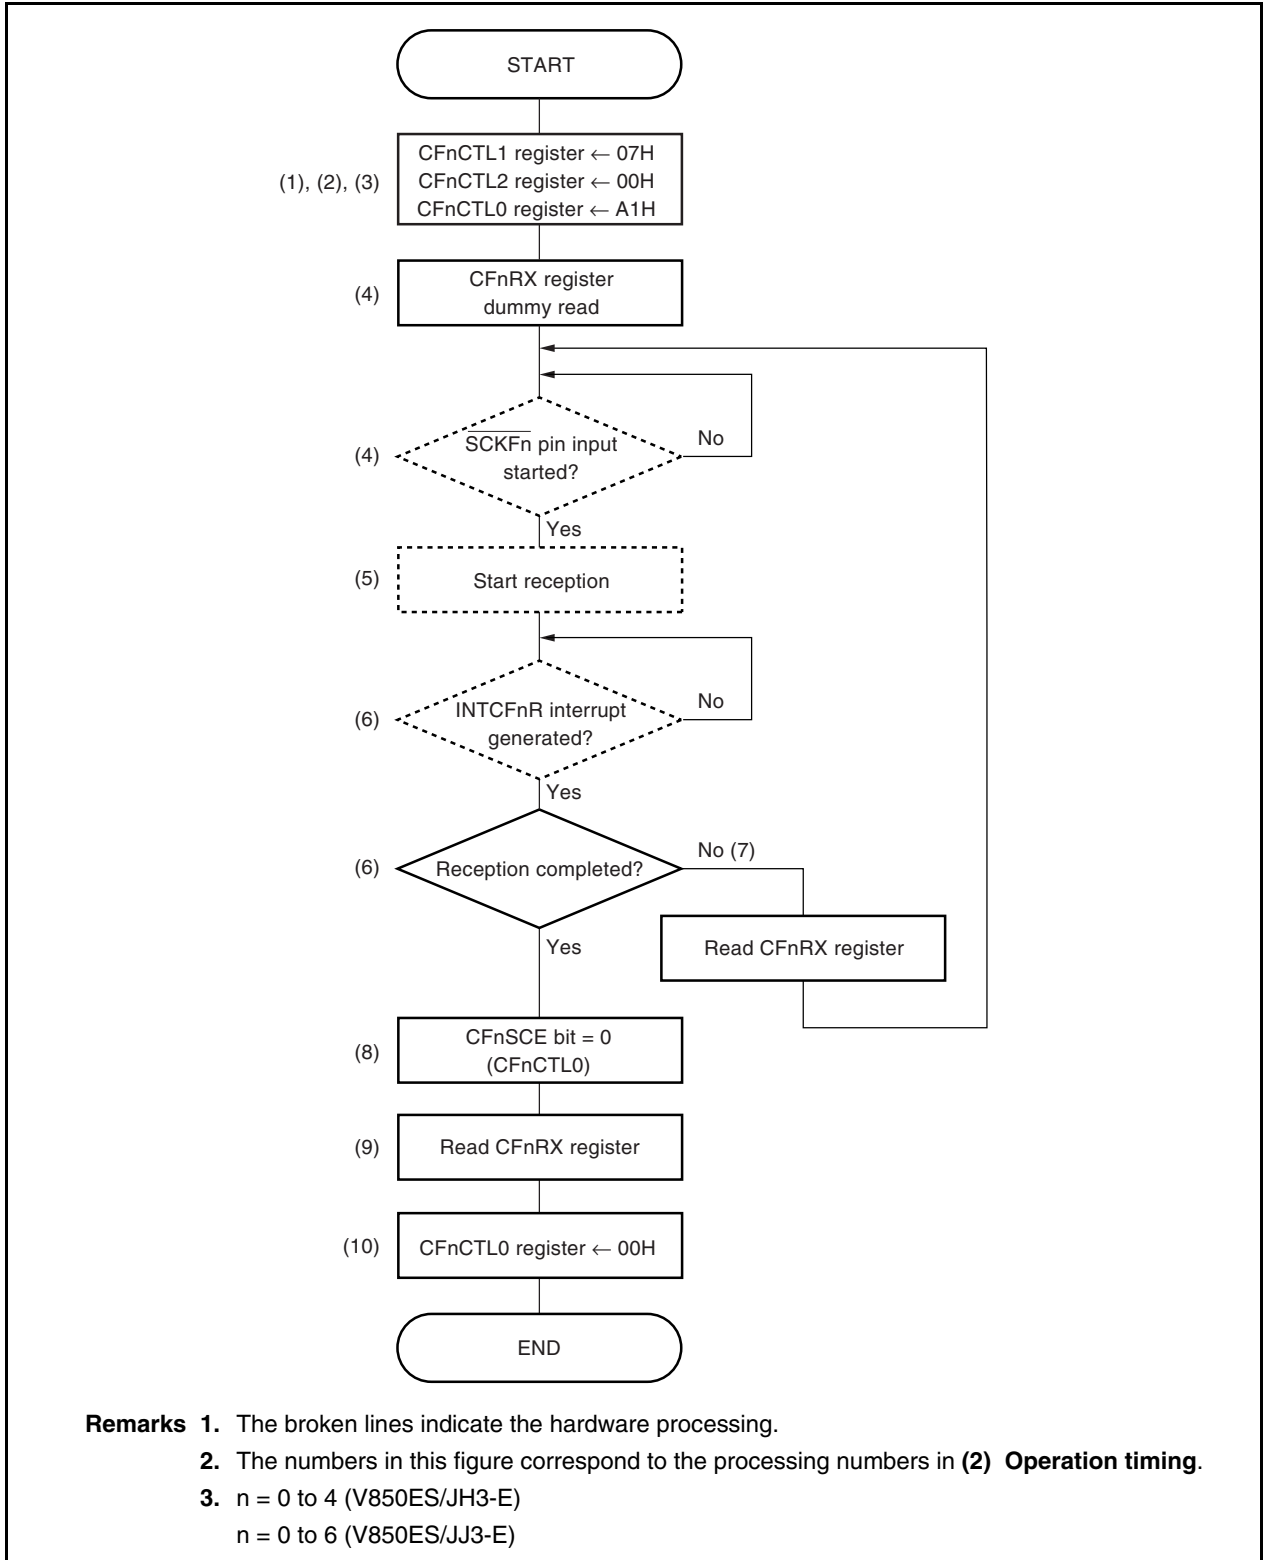 START
(1), (2), (3)
CFnCTL1 register ← 07H
CFnCTL2 register ← 00H
CFnCTL0 register ← A1H
(4)
CFnRX register
dummy read
(4)
SCKFn pin input
started?
No
Yes
(5)
Start reception
(6)
INTCFnR interrupt
generated?
No
Yes
(6)
Reception completed?
No (7)
Read CFnRX register
Yes
(8)
CFnSCE bit = 0
(CFnCTL0)
(9)
Read CFnRX register
(10)
CFnCTL0 register ← 00H
END
Remarks 1. The broken lines indicate the hardware processing.
2. The numbers in this figure correspond to the processing numbers in (2) Operation timing.
3. n = 0 to 4 (V850ES/JH3-E)
n = 0 to 6 (V850ES/JJ3-E)